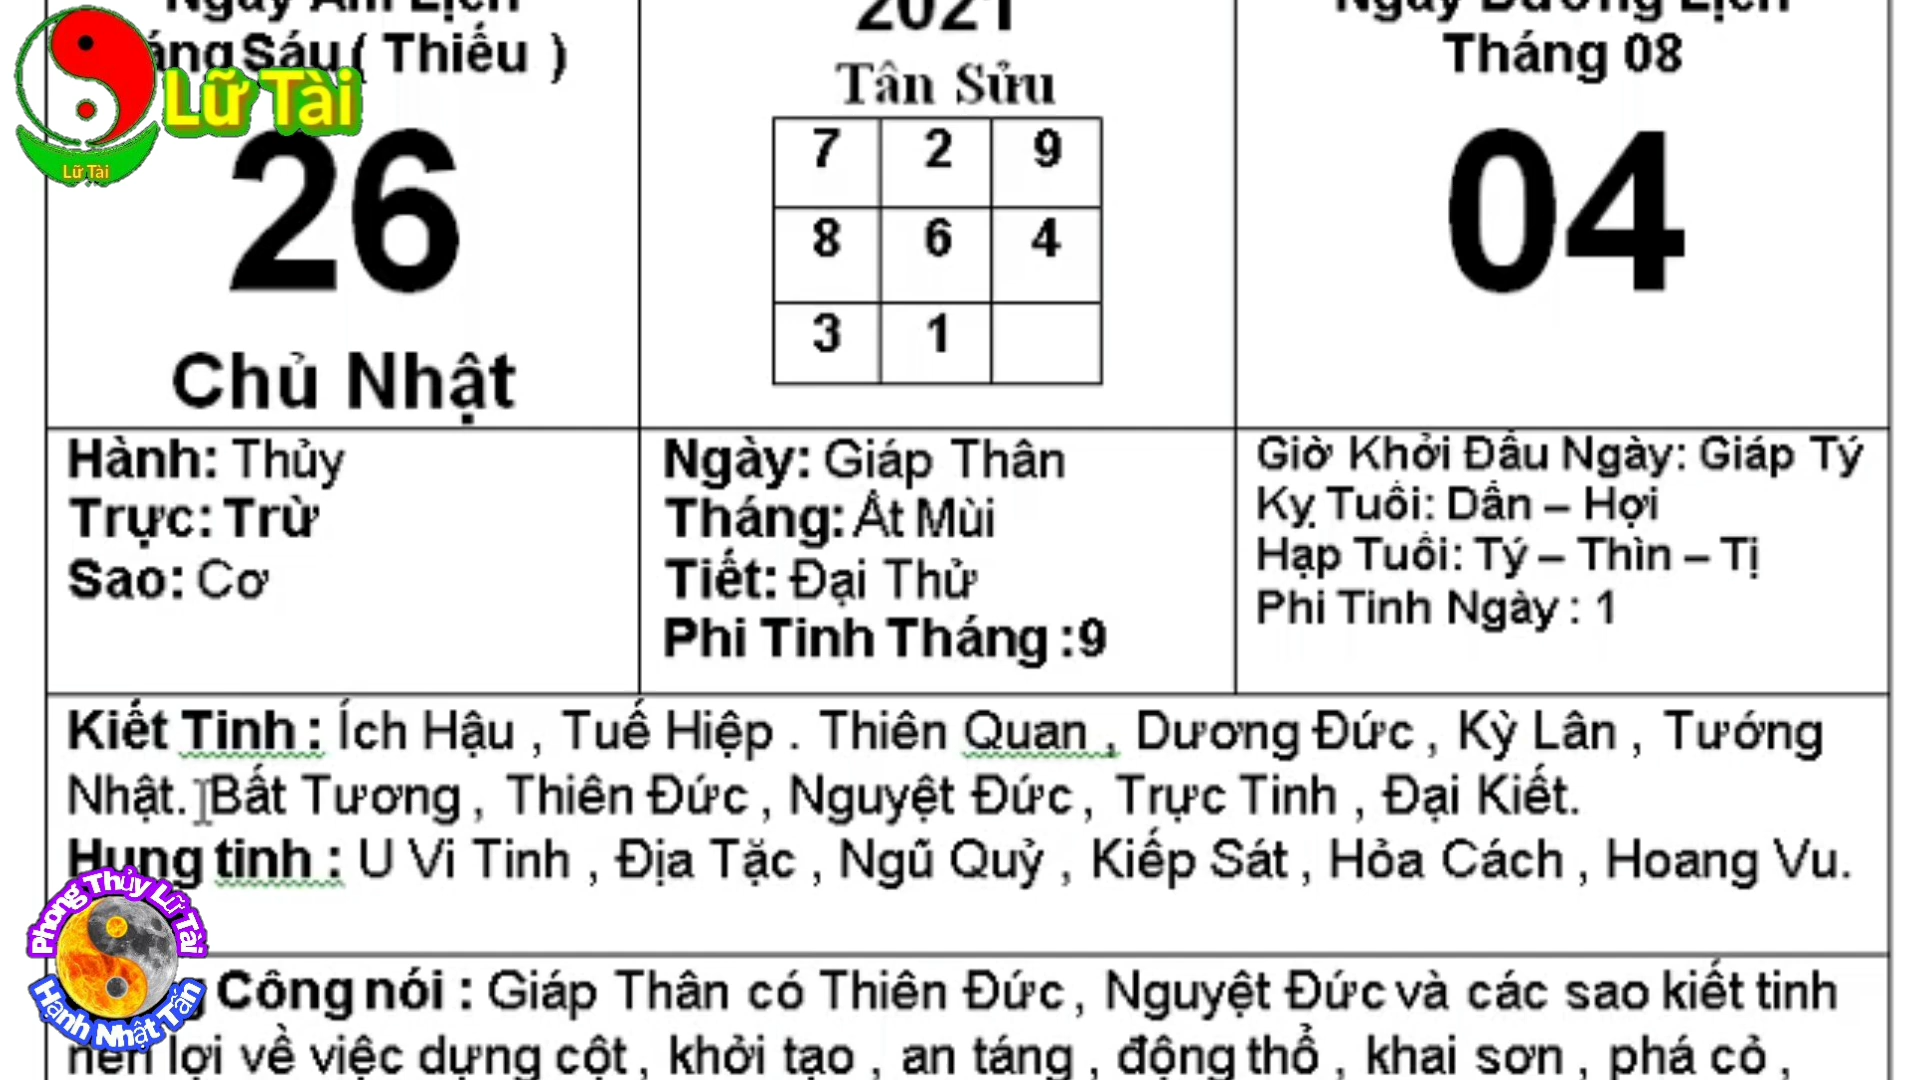 Ngày Âm Lịch
2021
Ngày Dương Lịch
Sáu ( Thiếu )
Tân Sửu
Tháng 08
Lữ Tài
Lữ Tài
26
04
7 2 9
8 6 4
3 1
Chủ Nhật
Hành: Thủy
Trực: Trừ
Sao: Cơ
Ngày: Giáp Thân
Tháng: Ất Mùi
Tiết: Đại Thử
Phi Tinh Tháng :9
Giờ Khởi Đầu Ngày: Giáp Tý
Kỵ Tuổi: Dần – Hợi
Hạp Tuổi: Tý – Thìn – Tị
Phi Tinh Ngày : 1
Kiết Tinh : Ích Hậu , Tuế Hiệp . Thiên Quan , Dương Đức , Kỳ Lân , Tướng
Nhật. Bất Tương , Thiên Đức , Nguyệt Đức , Trực Tinh , Đại Kiết.
Hung tinh : U Vi Tinh , Địa Tặc , Ngũ Quỷ , Kiếp Sát , Hỏa Cách , Hoang Vu.
Phong Thủy Lữ Tài
Hạnh Nhật Tấn
Công nói : Giáp Thân có Thiên Đức , Nguyệt Đức và các sao kiết tinh
nên lợi về việc dựng cột , khởi tạo , an táng , động thổ , khai sơn , phá cỏ ,